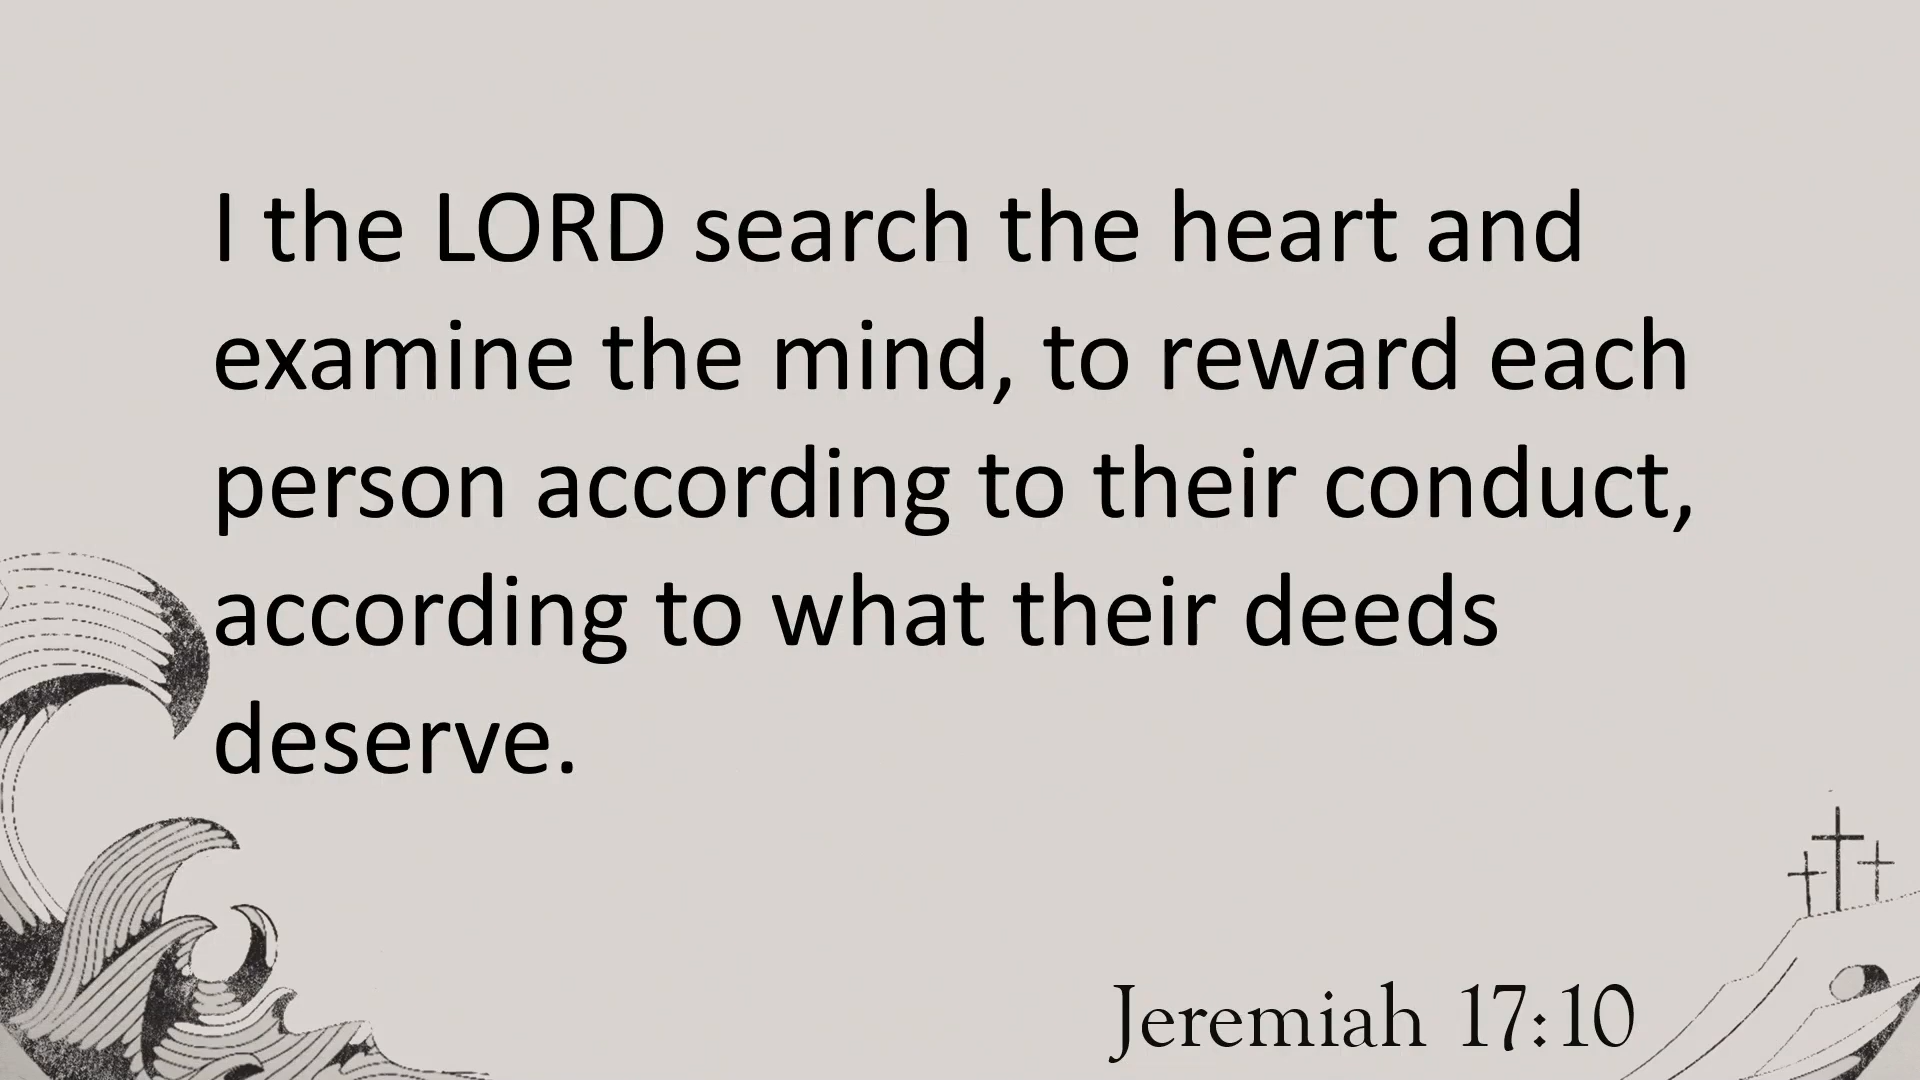 I the LORD search the heart and
examine the mind, to reward each
person according to their conduct,
according to what their deeds
deserve.
Jeremiah 17:10